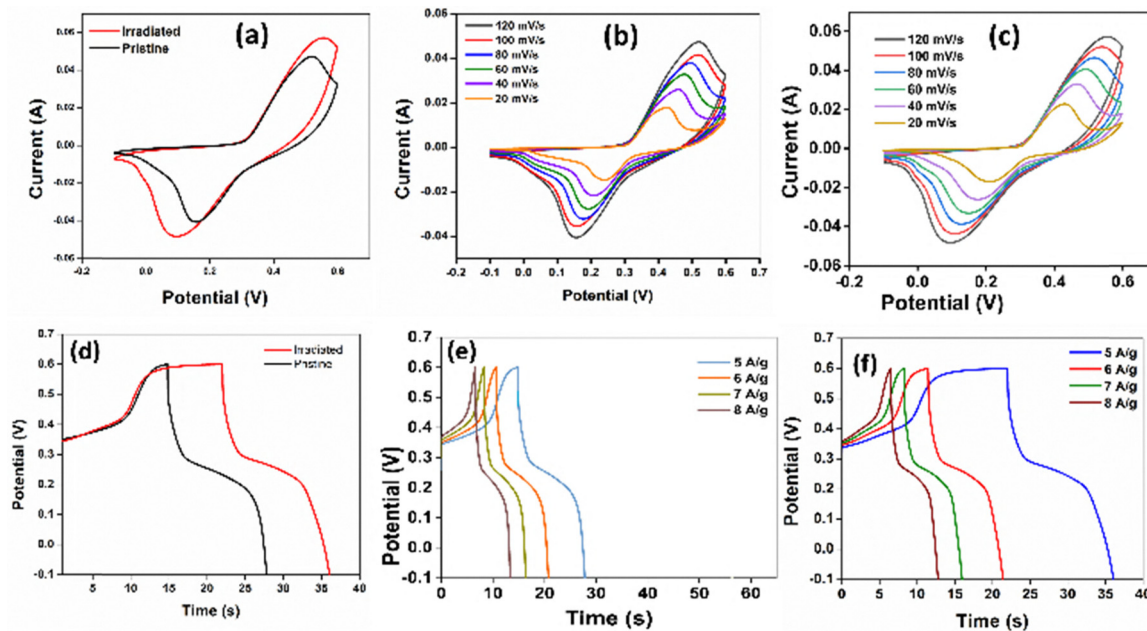 (a)
Irradiated
Pristine
0.06
0.04
0.02
0.00
-0.02
-0.04
-0.06
-0.2
0.0
0.2
0.4
0.6
Current (A)
Potential (V)
(b)
120 mV/s
100 mV/s
80 mV/s
60 mV/s
40 mV/s
20 mV/s
0.06
0.04
0.02
0.00
-0.02
-0.04
-0.2
-0.1
0.0
0.1
0.2
0.3
0.4
0.5
0.6
0.7
Current (A)
Potential (V)
(c)
120 mV/s
100 mV/s
80 mV/s
60 mV/s
40 mV/s
20 mV/s
0.06
0.04
0.02
0.00
-0.02
-0.04
-0.06
-0.2
0.0
0.2
0.4
0.6
Current (A)
Potential (V)
(d)
Irradiated
Pristine
0.7
0.6
0.5
0.4
0.3
0.2
0.1
0.0
-0.1
5
10
15
20
25
30
35
40
Potential (V)
Time (s)
(e)
5 A/g
6 A/g
7 A/g
8 A/g
0.7
0.6
0.5
0.4
0.3
0.2
0.1
0.0
-0.1
0
10
20
30
40
50
60
Potential (V)
Time (s)
(f)
5 A/g
6 A/g
7 A/g
8 A/g
0.7
0.6
0.5
0.4
0.3
0.2
0.1
0.0
-0.1
0
5
10
15
20
25
30
35
40
Potential (V)
Time (s)